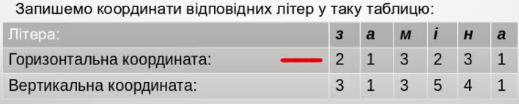 Запишемо координати відповідних літер у таку таблицю:
Літера: з а м і н а
Горизонтальна координата: 2 1 3 2 3 1
Вертикальна координата: 3 1 3 5 4 1